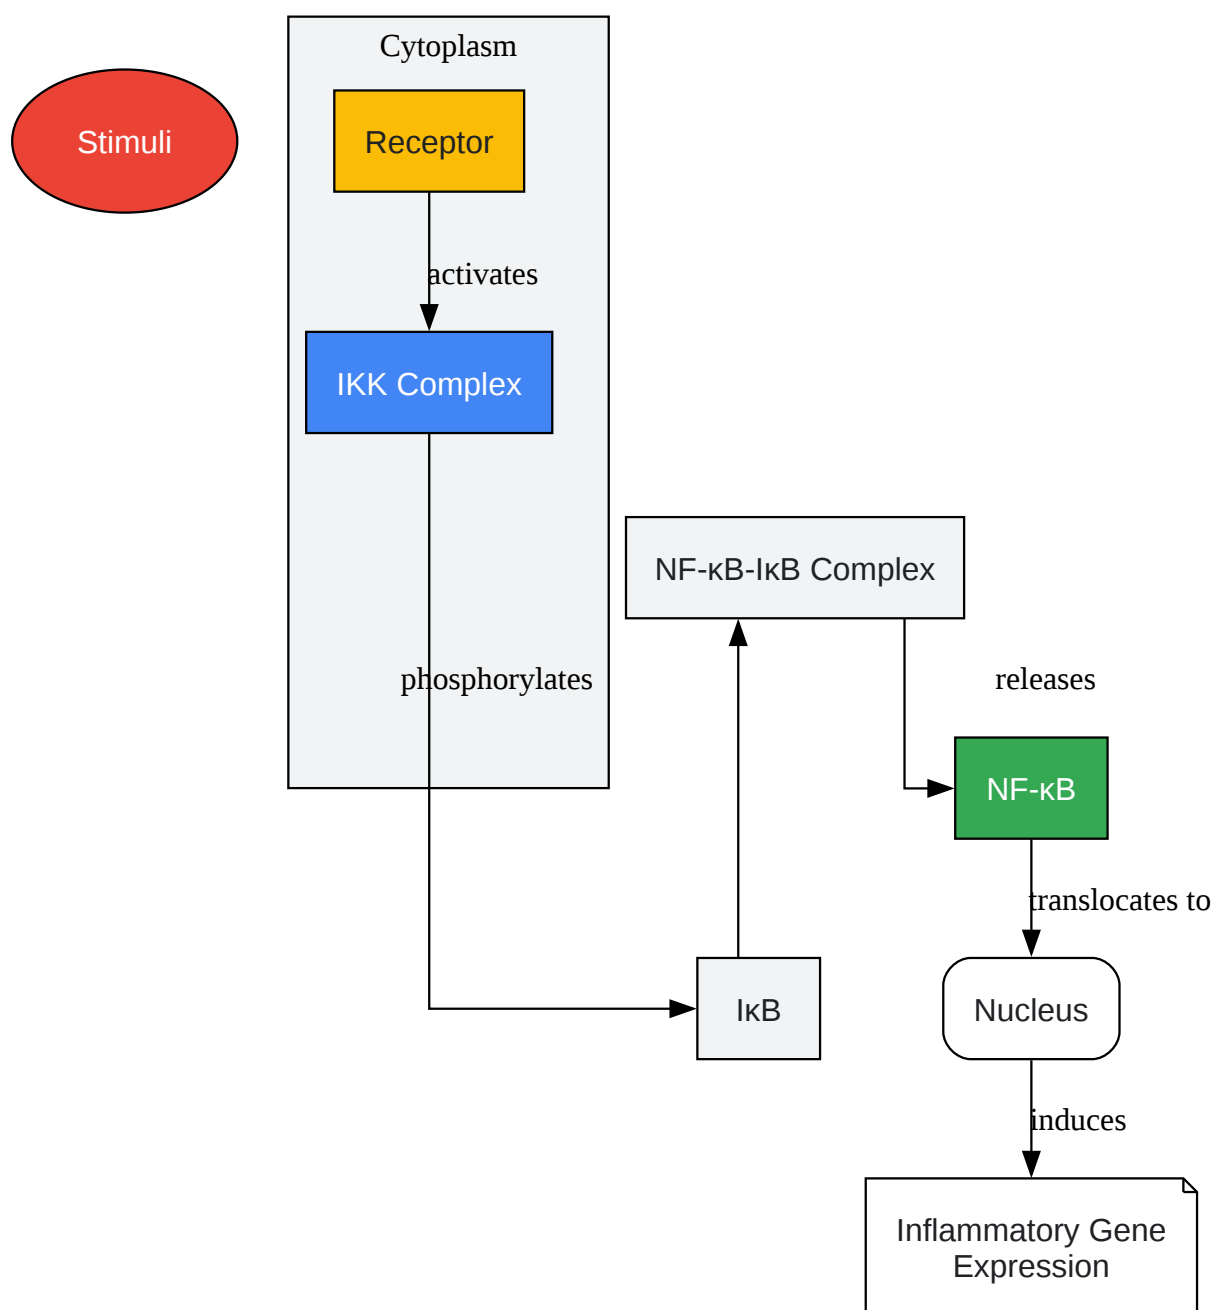 Cytoplasm
Stimuli
Receptor
activates
IKK Complex
NF-κB-IκB Complex
phosphorylates
releases
NF-κB
translocates to
IκB
Nucleus
induces
Inflammatory Gene
Expression